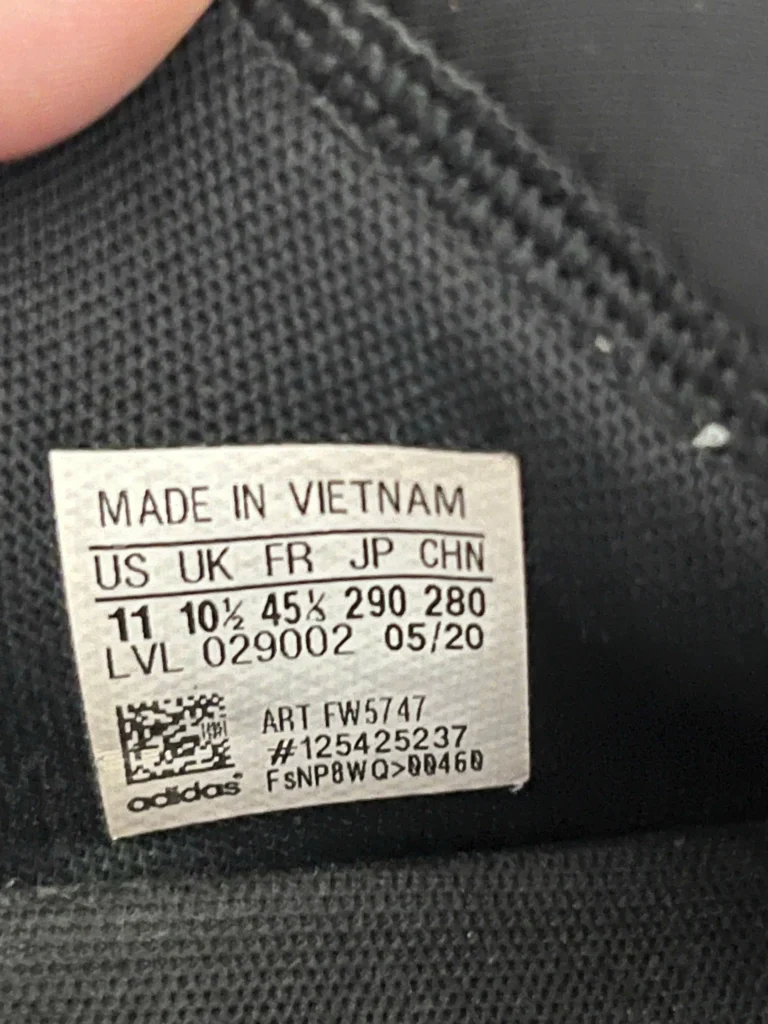 MADE IN VIETNAM
US UK FR JP CHN
11 10½ 45⅓ 290 280
LVL 029002 05/20
ART FW5747
#125425237
FsNP8WQ>00460
adidas